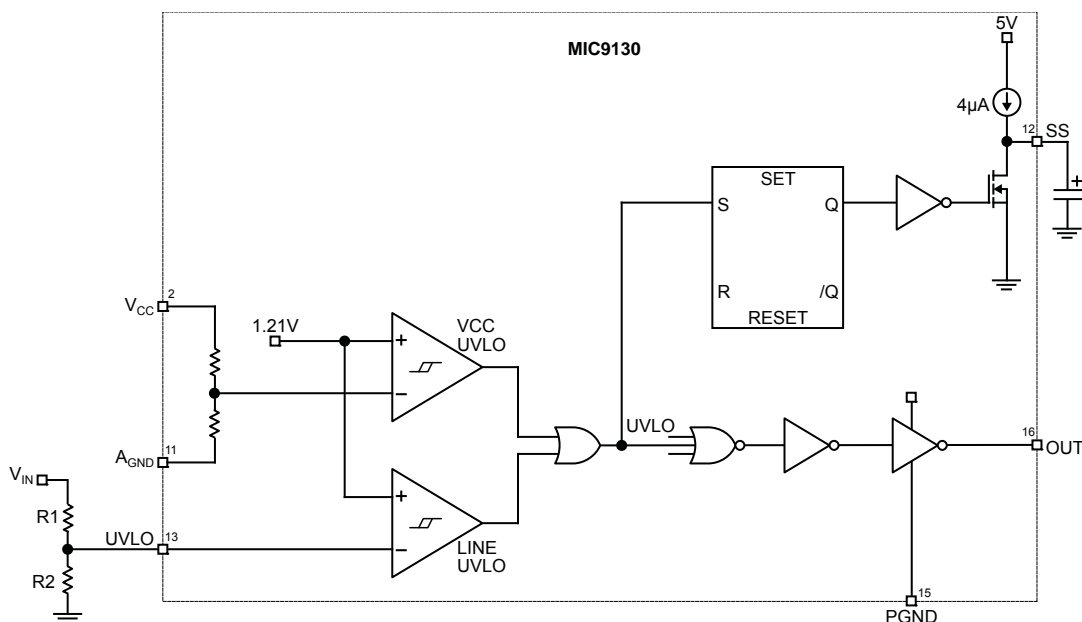 MIC9130
5V
4µA
12
SS
+
SET
S
Q
R
/Q
RESET
2
VCC
1.21V
+
VCC
UVLO
−
11
AGND
UVLO
16
OUT
VIN
R1
+
13
UVLO
−
LINE
UVLO
R2
15
PGND